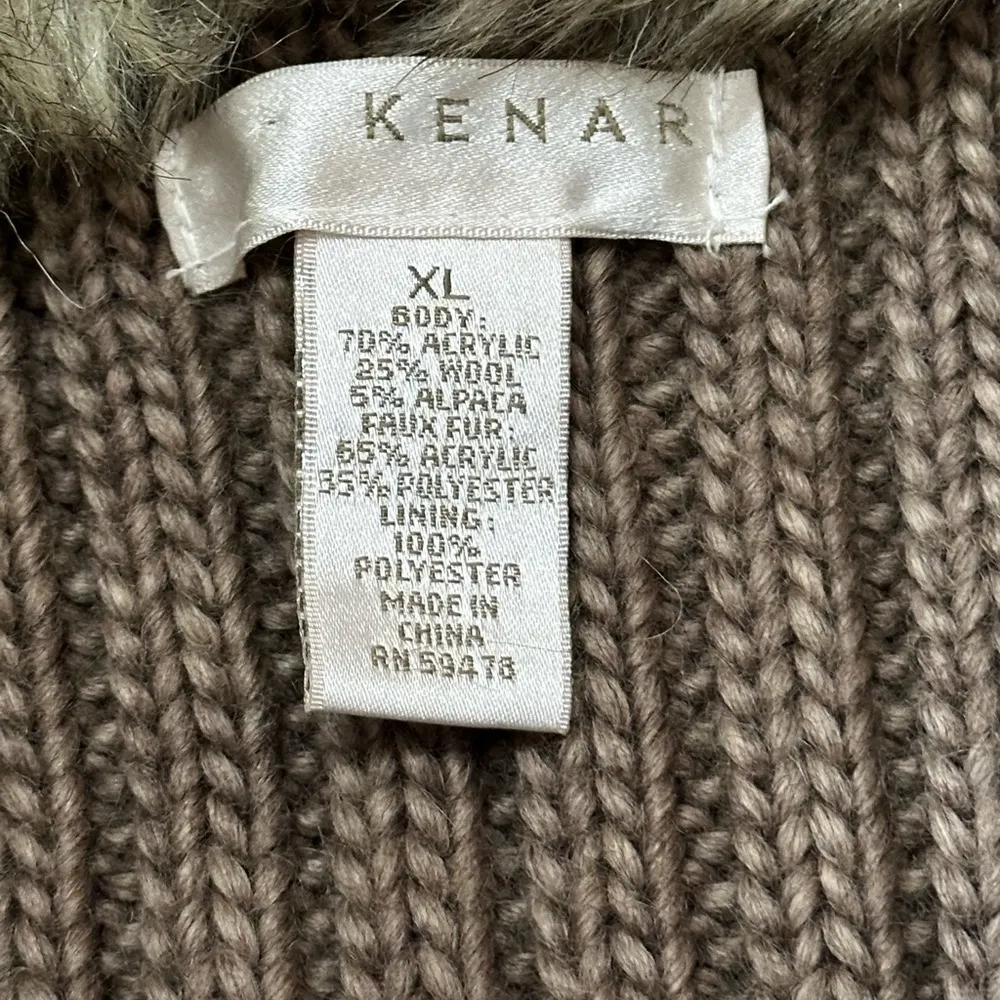 KENAR
XL
BODY:
70% ACRYLIC
25% WOOL
5% ALPACA
FAUX FUR:
65% ACRYLIC
35% POLYESTER
LINING:
100%
POLYESTER
MADE IN
CHINA
RN 59478